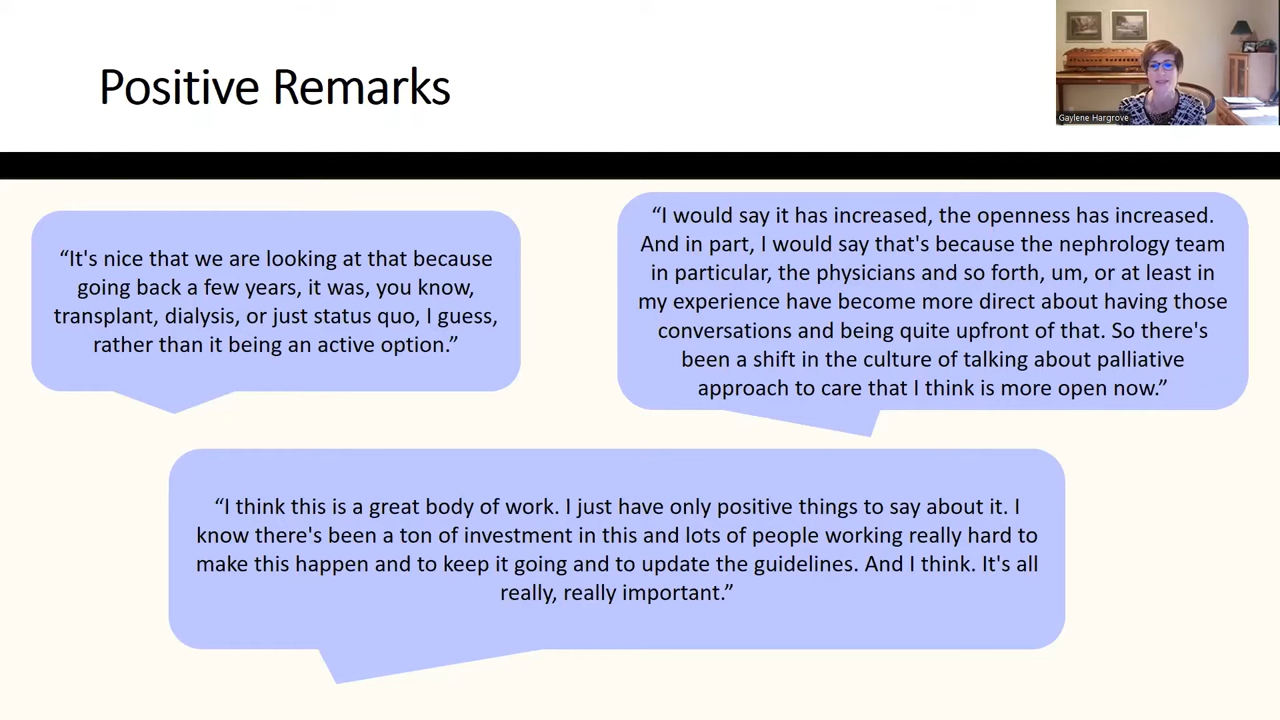 Positive Remarks
Gaylene Hargrove
“It's nice that we are looking at that because
going back a few years, it was, you know,
transplant, dialysis, or just status quo, I guess,
rather than it being an active option.”
“I would say it has increased, the openness has increased.
And in part, I would say that's because the nephrology team
in particular, the physicians and so forth, um, or at least in
my experience have become more direct about having those
conversations and being quite upfront of that. So there's
been a shift in the culture of talking about palliative
approach to care that I think is more open now.”
“I think this is a great body of work. I just have only positive things to say about it. I
know there's been a ton of investment in this and lots of people working really hard to
make this happen and to keep it going and to update the guidelines. And I think. It's all
really, really important.”